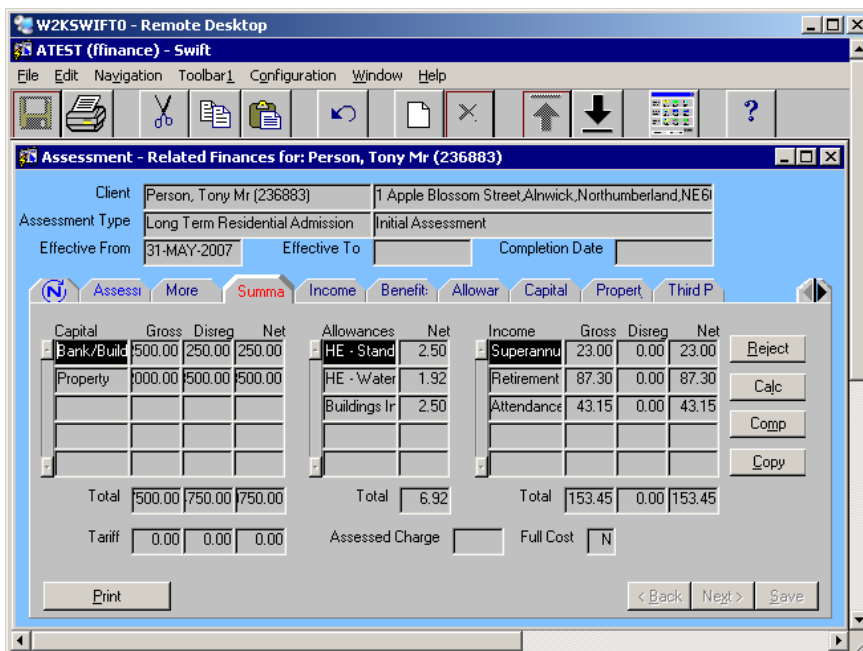 W2KSWIFT0 - Remote Desktop
ATEST (ffinance) - Swift
File Edit Navigation Toolbar1 Configuration Window Help
Assessment - Related Finances for: Person, Tony Mr (236883)
Client Person, Tony Mr (236883) 1 Apple Blossom Street,Alnwick,Northumberland,NE6
Assessment Type Long Term Residential Admission Initial Assessment
Effective From 31-MAY-2007 Effective To Completion Date
N Assessi More Summa Income Benefit: Allowar Capital Propert Third P
Capital Gross Disreg Net Allowances Net Income Gross Disreg Net
Bank/Build 500.00 250.00 250.00 HE - Stand 2.50 Superannu 23.00 0.00 23.00 Reject
Property 000.00 500.00 500.00 HE - Water 1.92 Retirement 87.30 0.00 87.30 Calc
Buildings Ir 2.50 Attendance 43.15 0.00 43.15
Comp
Copy
Total 500.00 750.00 750.00 Total 6.92 Total 153.45 0.00 153.45
Tariff 0.00 0.00 0.00 Assessed Charge Full Cost N
Print < Back Next > Save